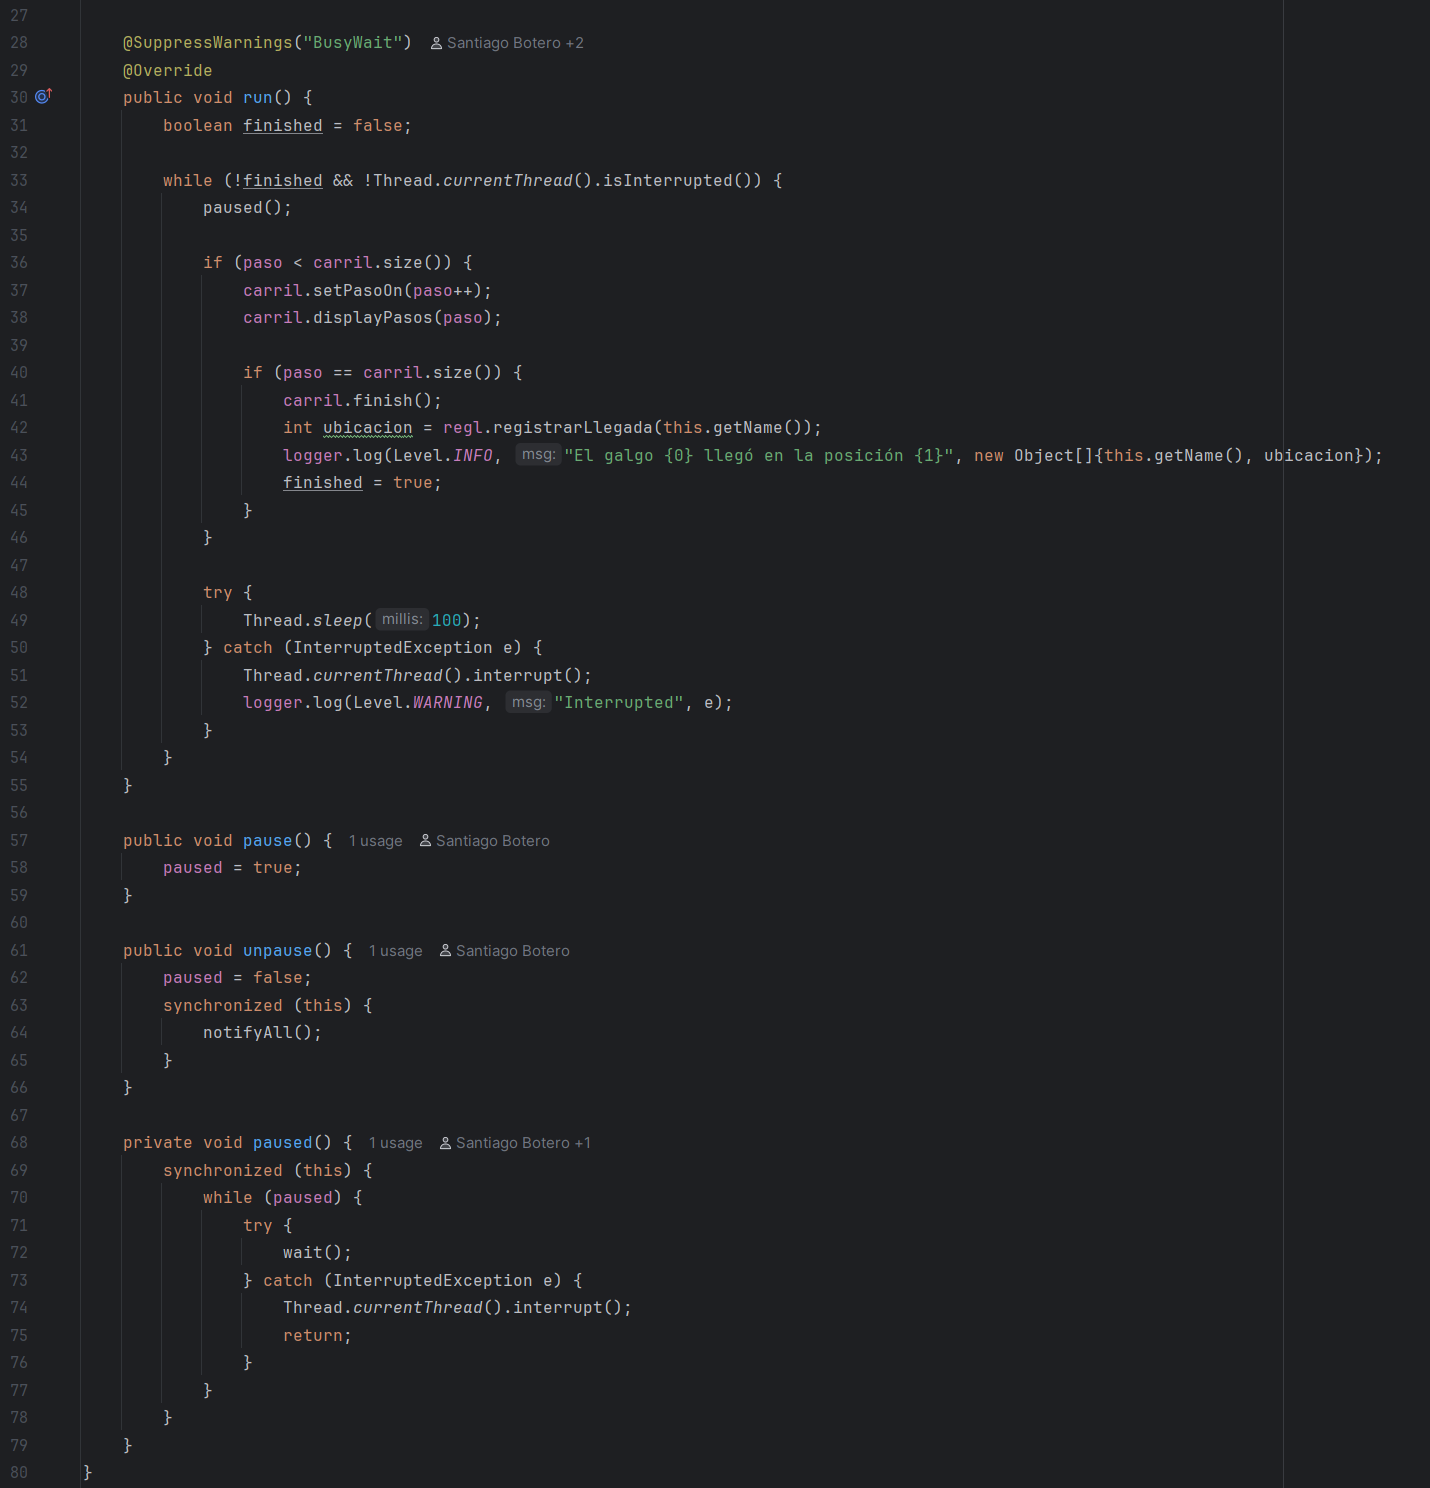 27
28 @SuppressWarnings("BusyWait") Santiago Botero +2
29 @Override
30 public void run() {
31 boolean finished = false;
32
33 while (!finished && !Thread.currentThread().isInterrupted()) {
34 paused();
35
36 if (paso < carril.size()) {
37 carril.setPasoOn(paso++);
38 carril.displayPasos(paso);
39
40 if (paso == carril.size()) {
41 carril.finish();
42 int ubicacion = regl.registrarLlegada(this.getName());
43 logger.log(Level.INFO, msg: "El galgo {0} llegó en la posición {1}", new Object[]{this.getName(), ubicacion});
44 finished = true;
45 }
46 }
47
48 try {
49 Thread.sleep( millis: 100);
50 } catch (InterruptedException e) {
51 Thread.currentThread().interrupt();
52 logger.log(Level.WARNING, msg: "Interrupted", e);
53 }
54 }
55 }
56
57 public void pause() { 1 usage Santiago Botero
58 paused = true;
59 }
60
61 public void unpause() { 1 usage Santiago Botero
62 paused = false;
63 synchronized (this) {
64 notifyAll();
65 }
66 }
67
68 private void paused() { 1 usage Santiago Botero +1
69 synchronized (this) {
70 while (paused) {
71 try {
72 wait();
73 } catch (InterruptedException e) {
74 Thread.currentThread().interrupt();
75 return;
76 }
77 }
78 }
79 }
80 }